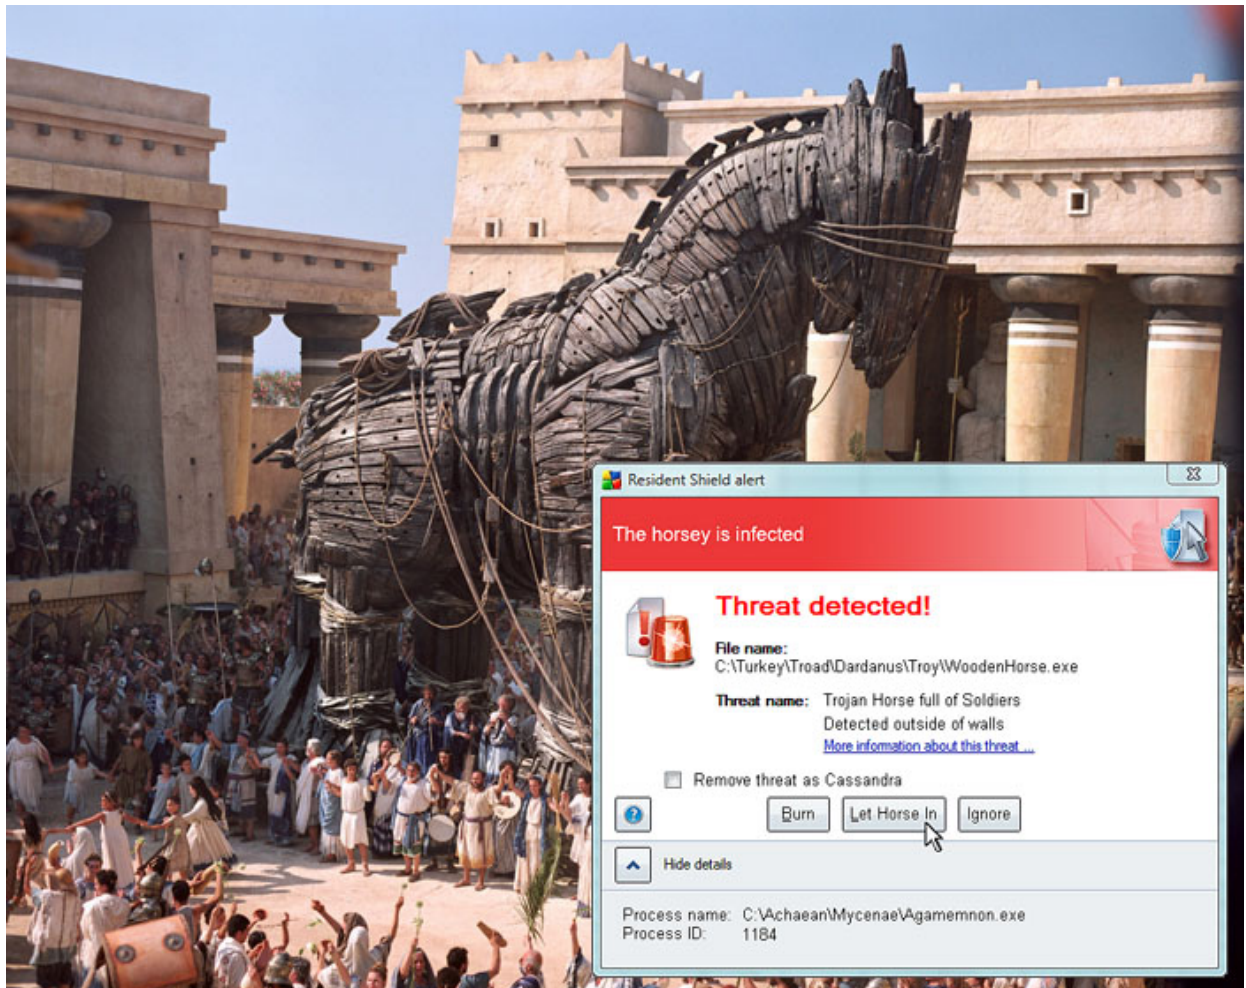 Resident Shield alert
The horsey is infected
Threat detected!
File name:
C:\Turkey\Troad\Dardanus\Troy\WoodenHorse.exe
Threat name: Trojan Horse full of Soldiers
Detected outside of walls
More information about this threat ...
Remove threat as Cassandra
Burn Let Horse In Ignore
Hide details
Process name: C:\Achaean\Mycenae\Agamemnon.exe
Process ID: 1184